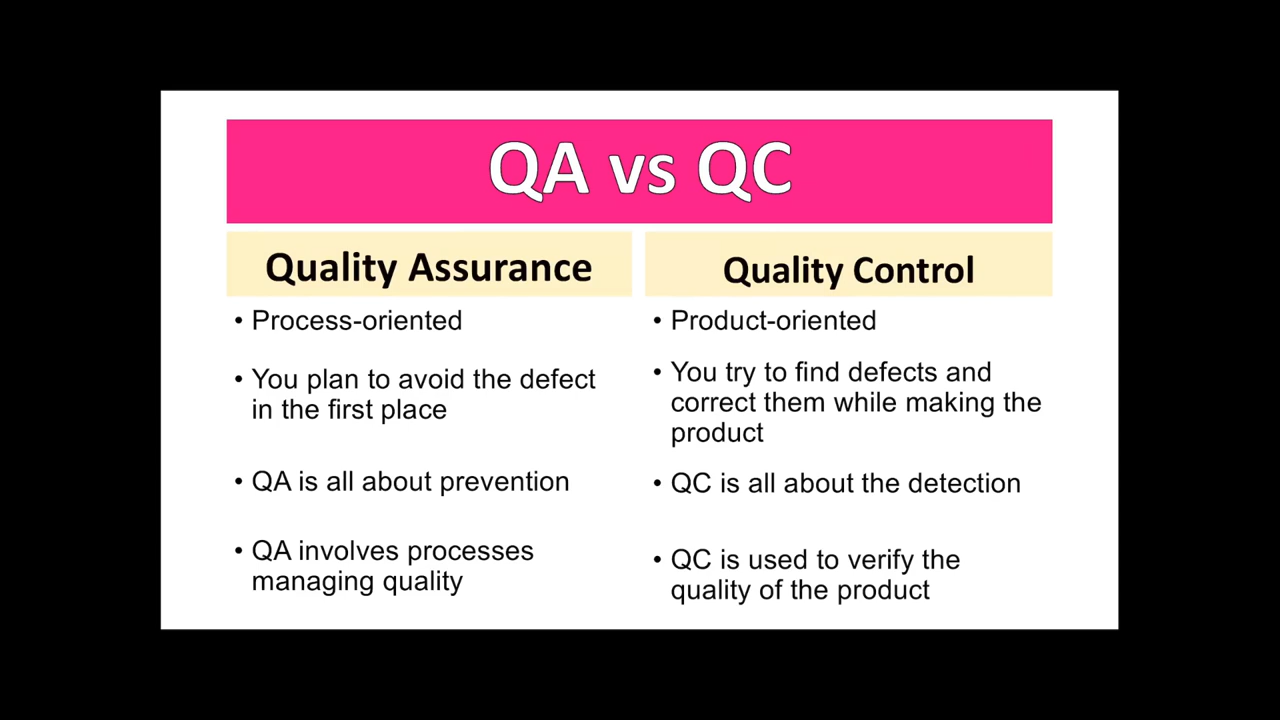 QA vs QC
Quality Assurance
• Process-oriented
• You plan to avoid the defect
in the first place
• QA is all about prevention
• QA involves processes
managing quality
Quality Control
• Product-oriented
• You try to find defects and
correct them while making the
product
• QC is all about the detection
• QC is used to verify the
quality of the product